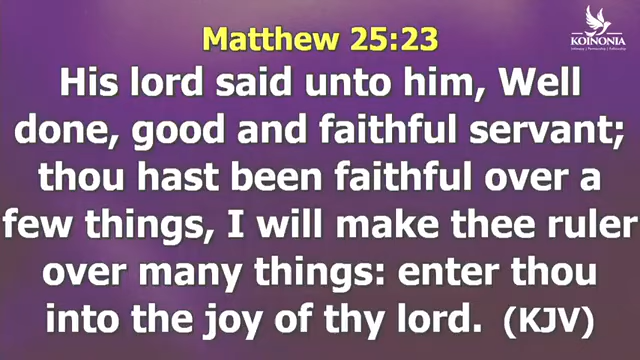 Matthew 25:23
KOINONIA
His lord said unto him, Well
done, good and faithful servant;
thou hast been faithful over a
few things, I will make thee ruler
over many things: enter thou
into the joy of thy lord. (KJV)